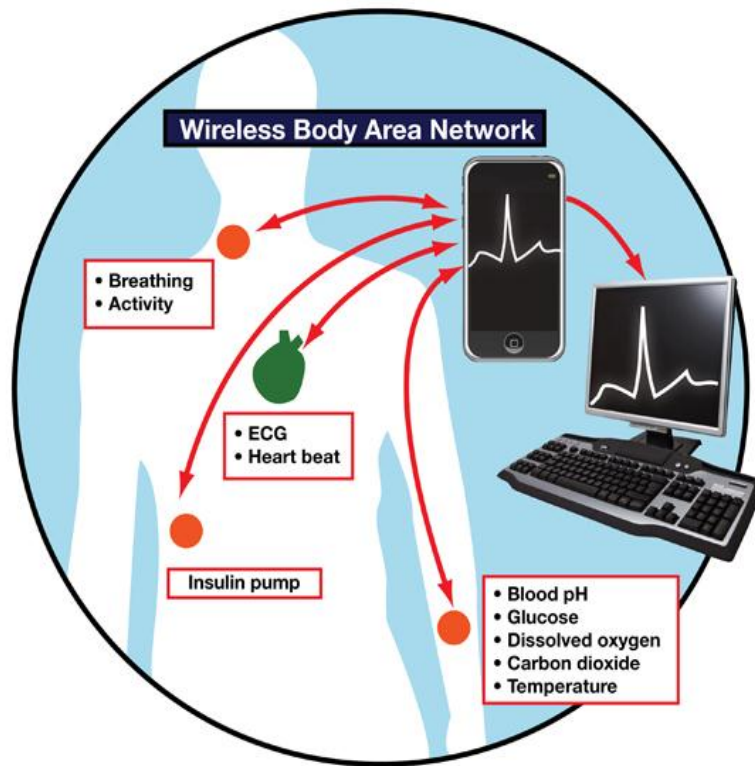 Wireless Body Area Network
• Breathing
• Activity
• ECG
• Heart beat
Insulin pump
• Blood pH
• Glucose
• Dissolved oxygen
• Carbon dioxide
• Temperature